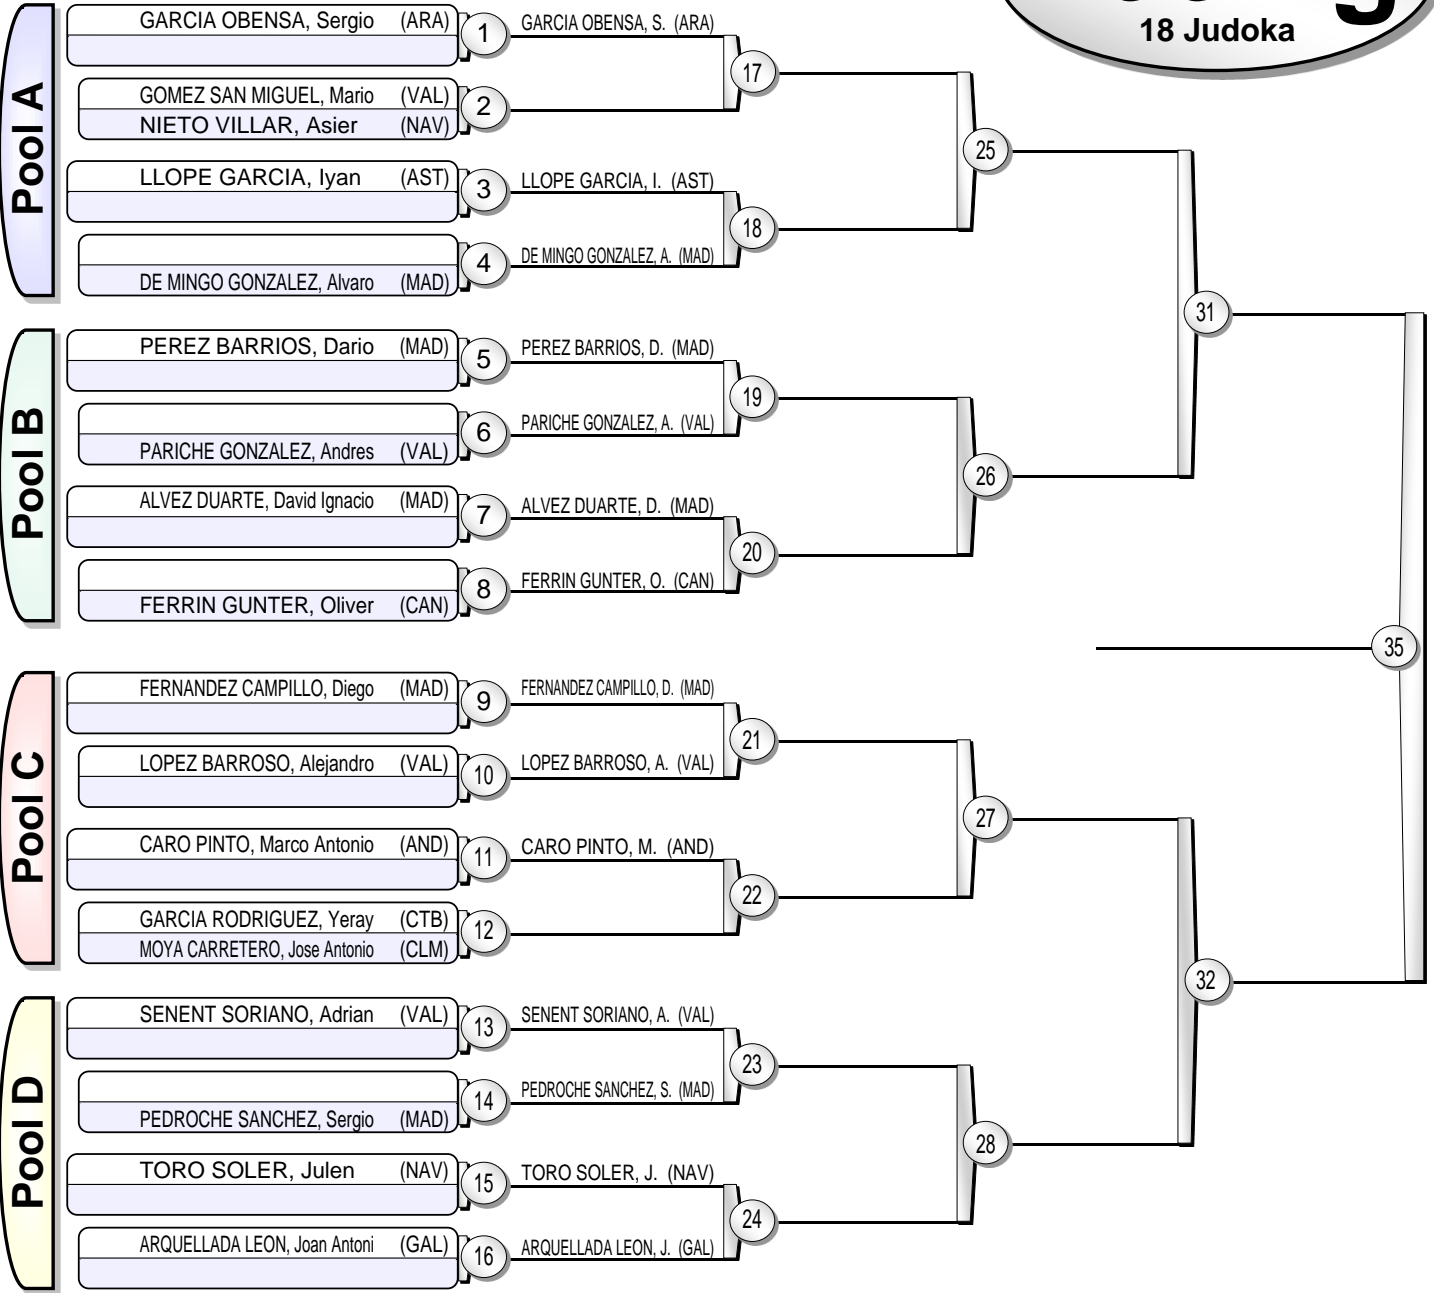 18 Judoka
Pool A
GARCIA OBENSA, Sergio (ARA)
1
GARCIA OBENSA, S. (ARA)
17
GOMEZ SAN MIGUEL, Mario (VAL)
NIETO VILLAR, Asier (NAV)
2
25
LLOPE GARCIA, Iyan (AST)
3
LLOPE GARCIA, I. (AST)
18
DE MINGO GONZALEZ, Alvaro (MAD)
4
DE MINGO GONZALEZ, A. (MAD)
31
Pool B
PEREZ BARRIOS, Dario (MAD)
5
PEREZ BARRIOS, D. (MAD)
19
PARICHE GONZALEZ, Andres (VAL)
6
PARICHE GONZALEZ, A. (VAL)
26
ALVEZ DUARTE, David Ignacio (MAD)
7
ALVEZ DUARTE, D. (MAD)
20
FERRIN GUNTER, Oliver (CAN)
8
FERRIN GUNTER, O. (CAN)
35
Pool C
FERNANDEZ CAMPILLO, Diego (MAD)
9
FERNANDEZ CAMPILLO, D. (MAD)
21
LOPEZ BARROSO, Alejandro (VAL)
10
LOPEZ BARROSO, A. (VAL)
27
CARO PINTO, Marco Antonio (AND)
11
CARO PINTO, M. (AND)
22
GARCIA RODRIGUEZ, Yeray (CTB)
MOYA CARRETERO, Jose Antonio (CLM)
12
32
Pool D
SENENT SORIANO, Adrian (VAL)
13
SENENT SORIANO, A. (VAL)
23
PEDROCHE SANCHEZ, Sergio (MAD)
14
PEDROCHE SANCHEZ, S. (MAD)
28
TORO SOLER, Julen (NAV)
15
TORO SOLER, J. (NAV)
24
ARQUELLADA LEON, Joan Antoni (GAL)
16
ARQUELLADA LEON, J. (GAL)